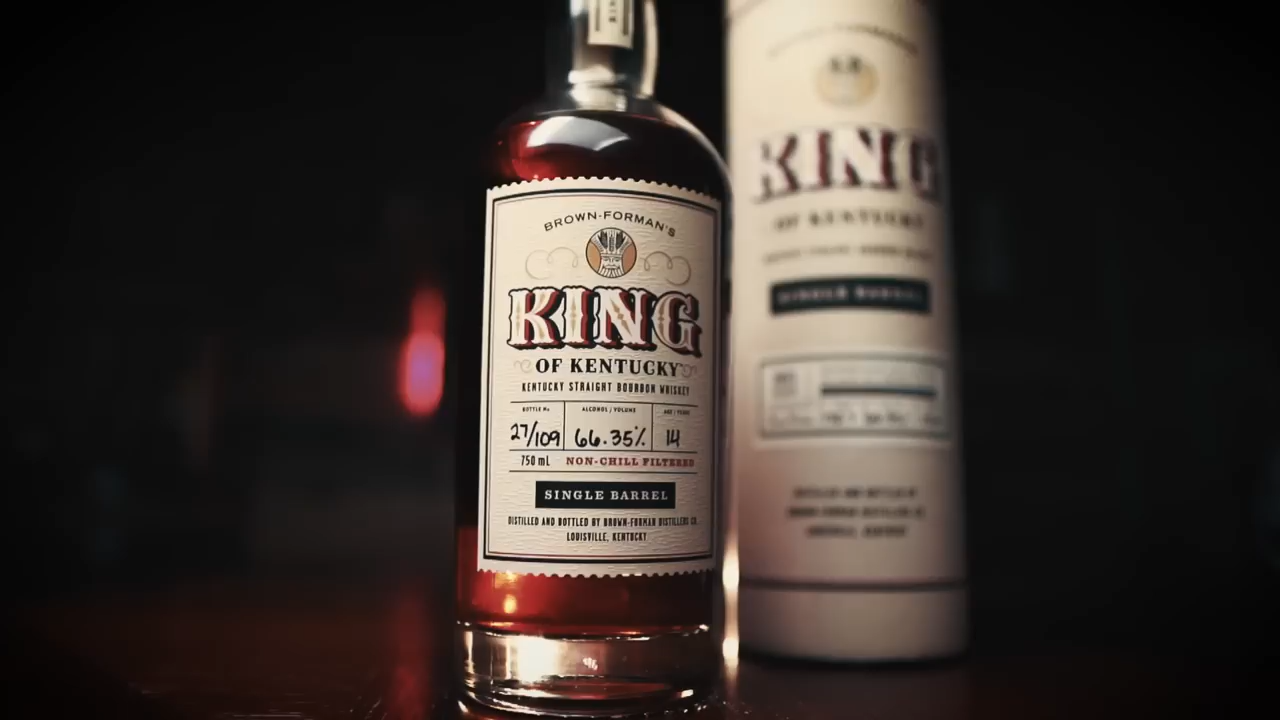 BROWN-FORMAN'S
KING
OF KENTUCKY
KENTUCKY STRAIGHT BOURBON WHISKEY
BOTTLE No
ALCOHOL / VOLUME
AGE / YEARS
27/109
66.35%
14
750 mL
NON-CHILL FILTERED
SINGLE BARREL
DISTILLED AND BOTTLED BY BROWN-FORMAN DISTILLERS CO.
LOUISVILLE, KENTUCKY
KING
OF KENTUCKY
SINGLE BARREL